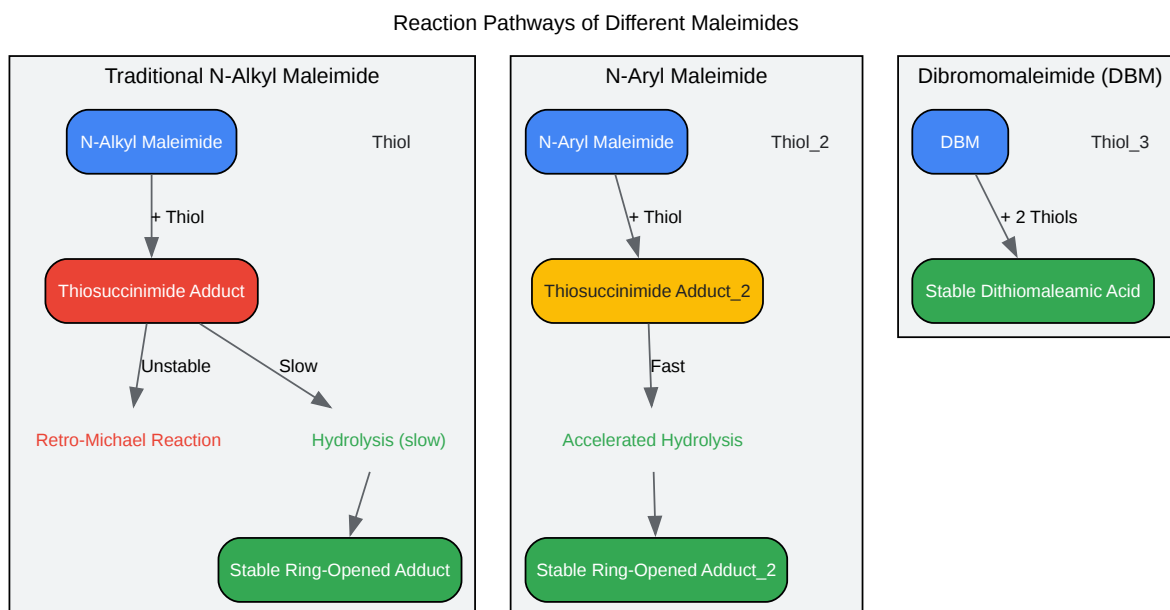 Reaction Pathways of Different Maleimides
Traditional N-Alkyl Maleimide
N-Alkyl Maleimide
Thiol
+ Thiol
Thiosuccinimide Adduct
Unstable
Slow
Retro-Michael Reaction
Hydrolysis (slow)
Stable Ring-Opened Adduct
N-Aryl Maleimide
N-Aryl Maleimide
Thiol_2
+ Thiol
Thiosuccinimide Adduct_2
Fast
Accelerated Hydrolysis
Stable Ring-Opened Adduct_2
Dibromomaleimide (DBM)
DBM
Thiol_3
+ 2 Thiols
Stable Dithiomaleamic Acid